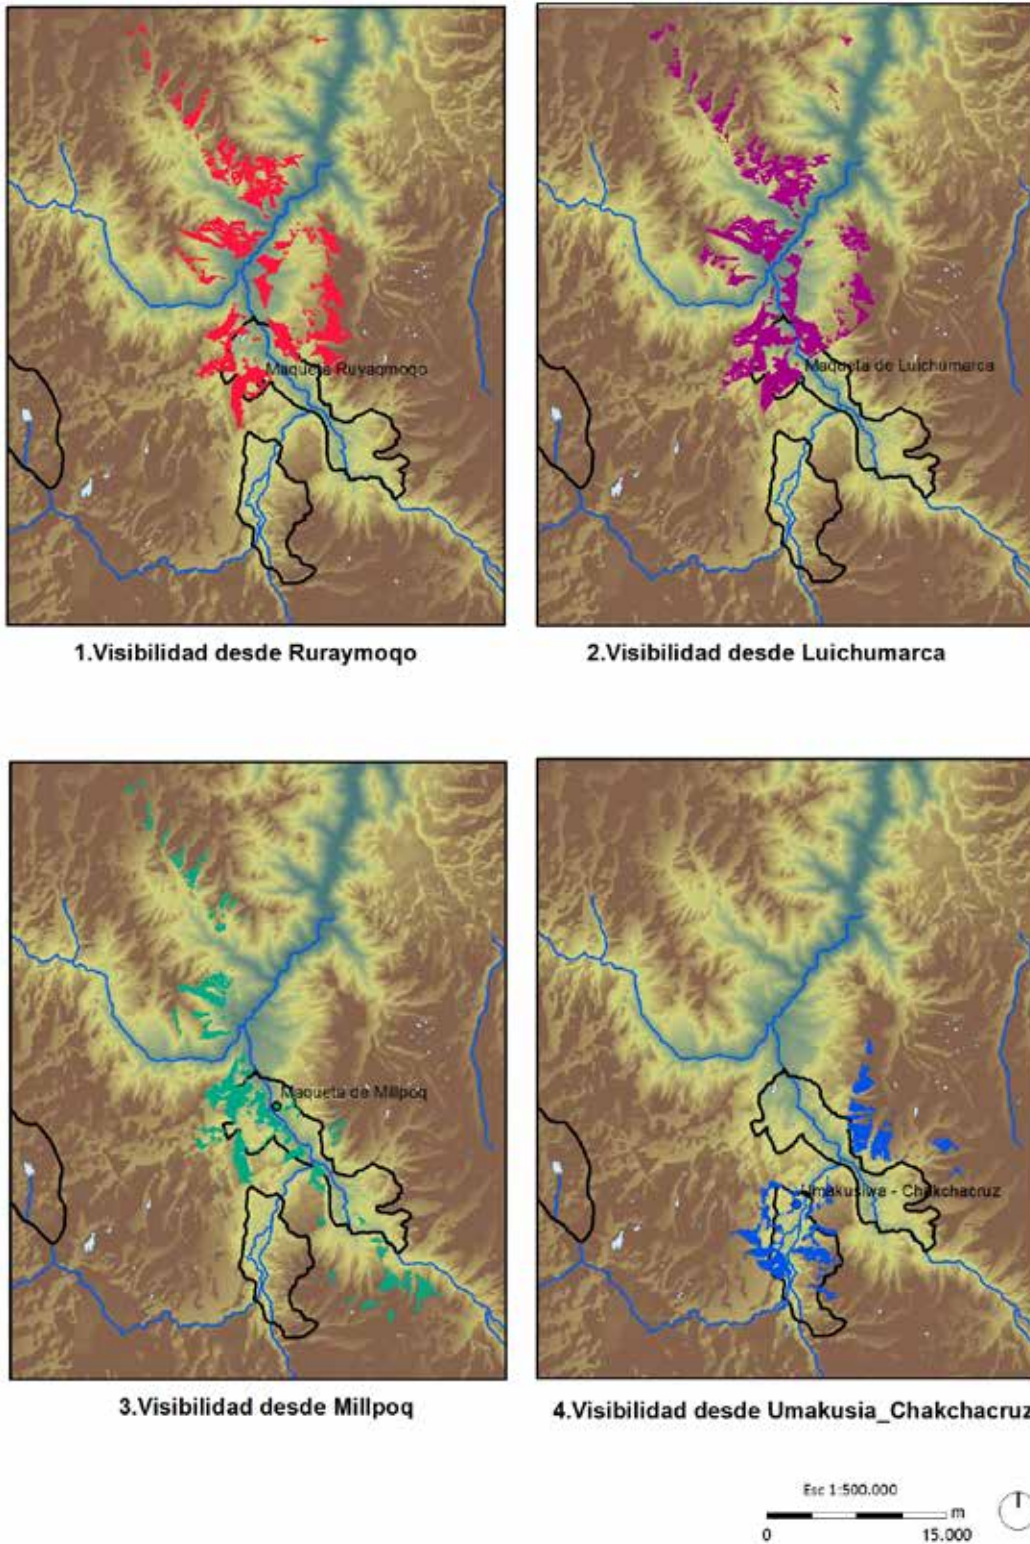 Maqueta Ruyaqmoqo
Maqueta de Luichumarca
1.Visibilidad desde Ruraymoqo
2.Visibilidad desde Luichumarca
Maqueta de Millpoq
Umakusiwa - Chakchacruz
3.Visibilidad desde Millpoq
4.Visibilidad desde Umakusia_Chakchacruz
Esc 1:500.000
m
0 15.000